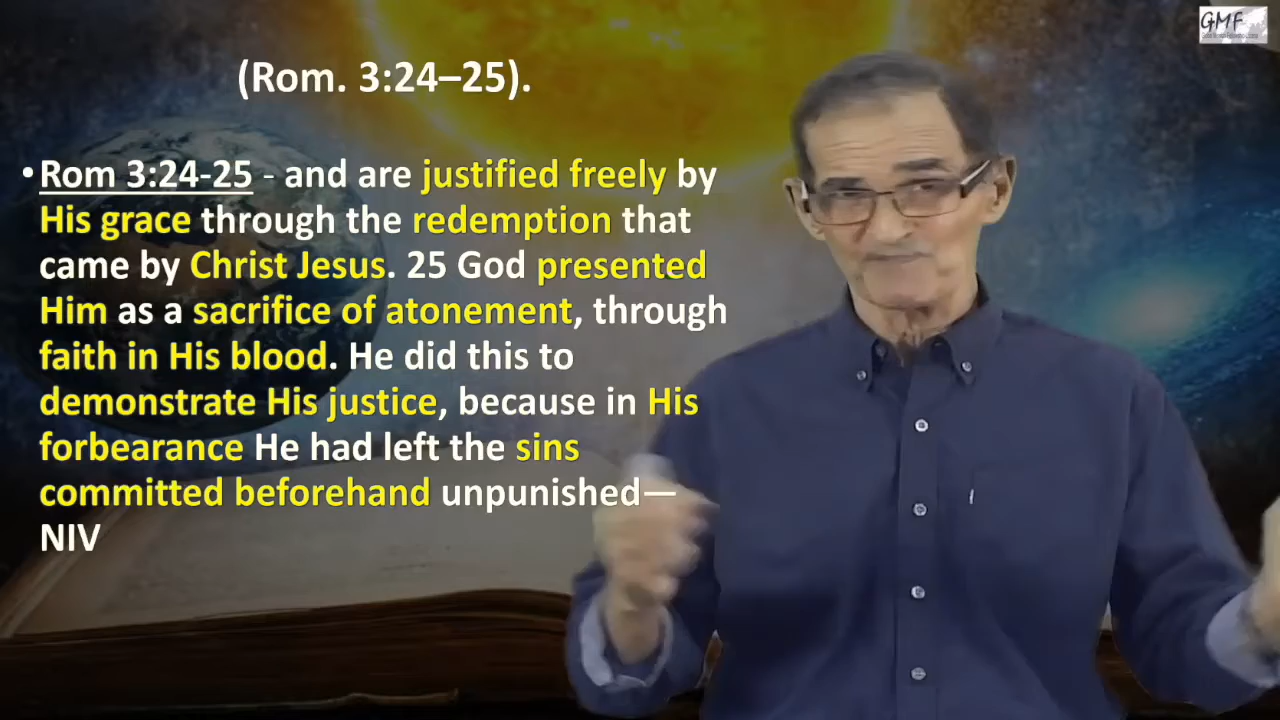 GMF
(Rom. 3:24–25).
• Rom 3:24-25 - and are justified freely by
His grace through the redemption that
came by Christ Jesus. 25 God presented
Him as a sacrifice of atonement, through
faith in His blood. He did this to
demonstrate His justice, because in His
forbearance He had left the sins
committed beforehand unpunished—
NIV